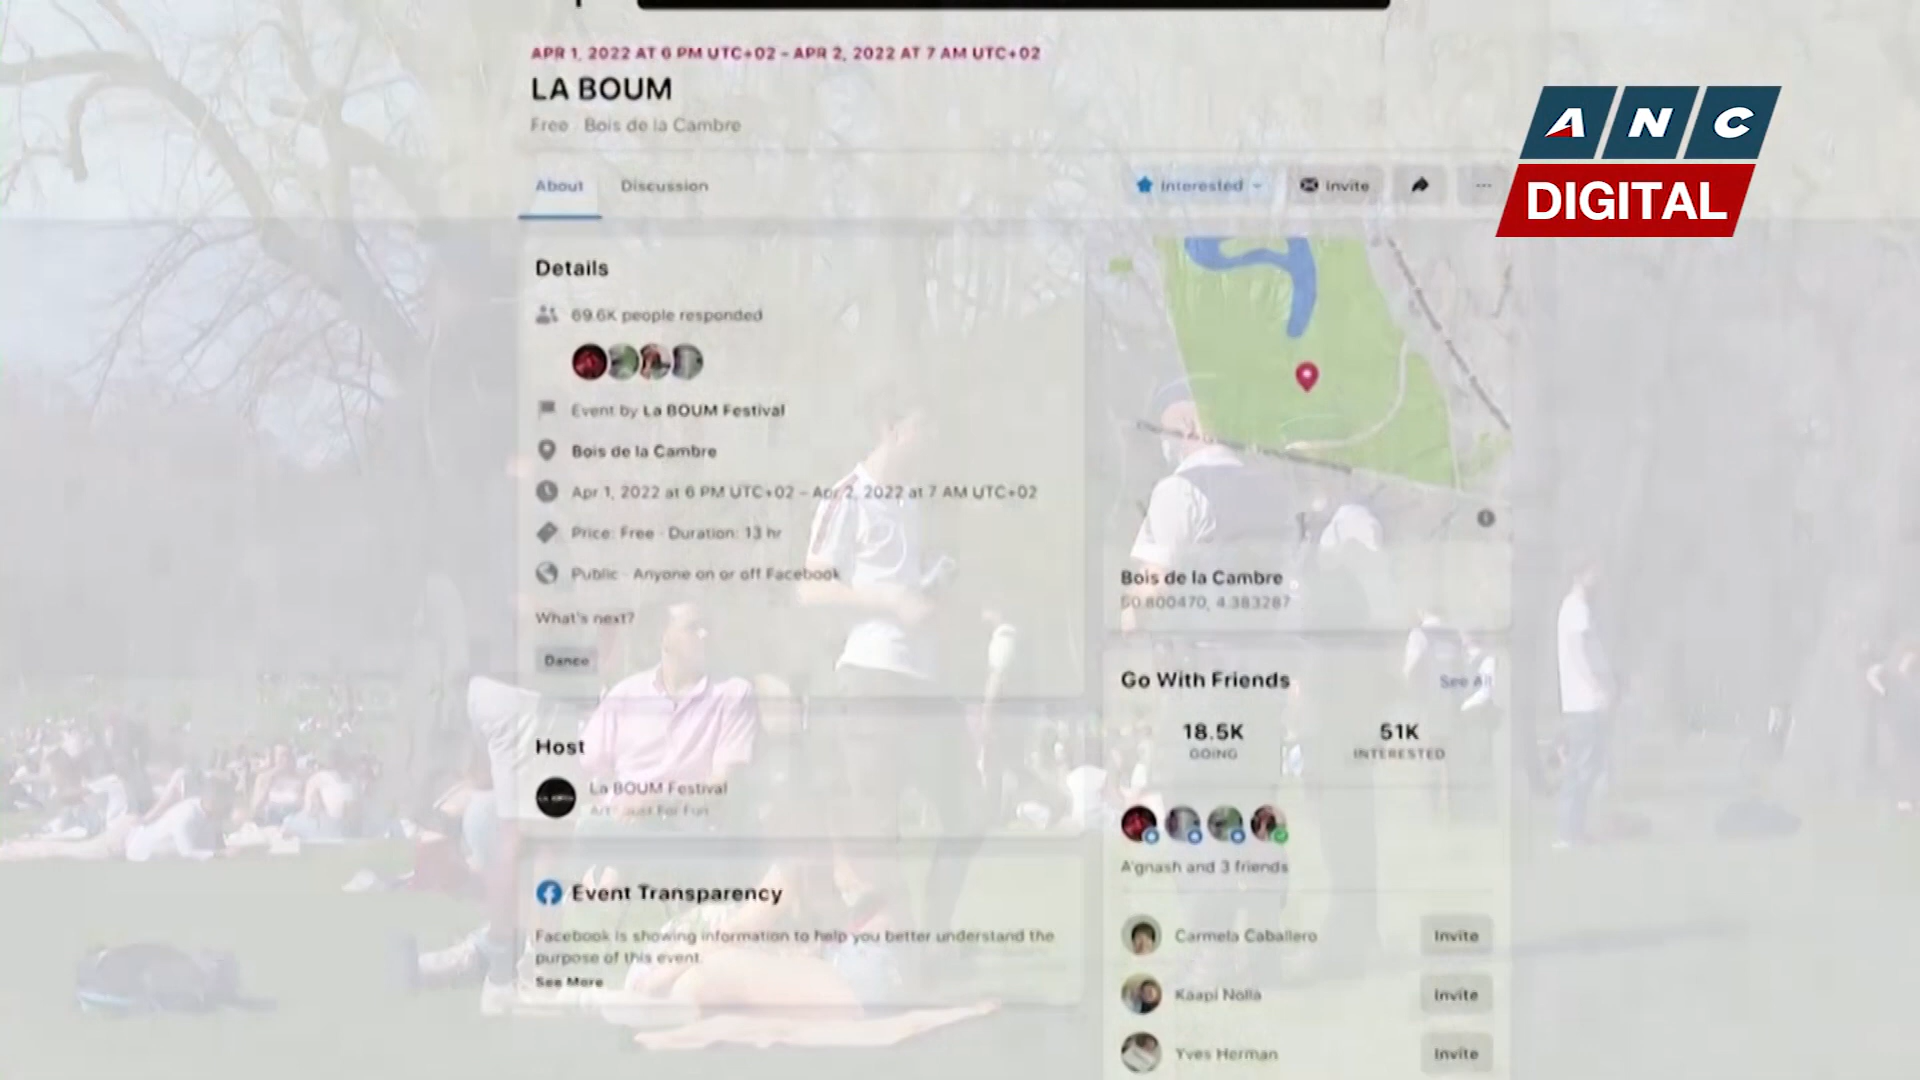 APR 1, 2022 AT 6 PM UTC+02 – APR 2, 2022 AT 7 AM UTC+02
LA BOUM
Free · Bois de la Cambre
ANC
DIGITAL
About
Discussion
Interested
Invite
Details
69.6K people responded
Event by La BOUM Festival
Bois de la Cambre
Apr 1, 2022 at 6 PM UTC+02 – Apr 2, 2022 at 7 AM UTC+02
Price: Free · Duration: 13 hr
Public · Anyone on or off Facebook
What's next?
Dance
Bois de la Cambre
50.800470, 4.383287
Go With Friends
See All
18.5K
GOING
51K
INTERESTED
Host
La BOUM Festival
Art · Just For Fun
A'gnash and 3 friends
Event Transparency
Facebook is showing information to help you better understand the
purpose of this event.
See More
Carmela Caballero
Invite
Kaapi Nolla
Invite
Yves Herman
Invite